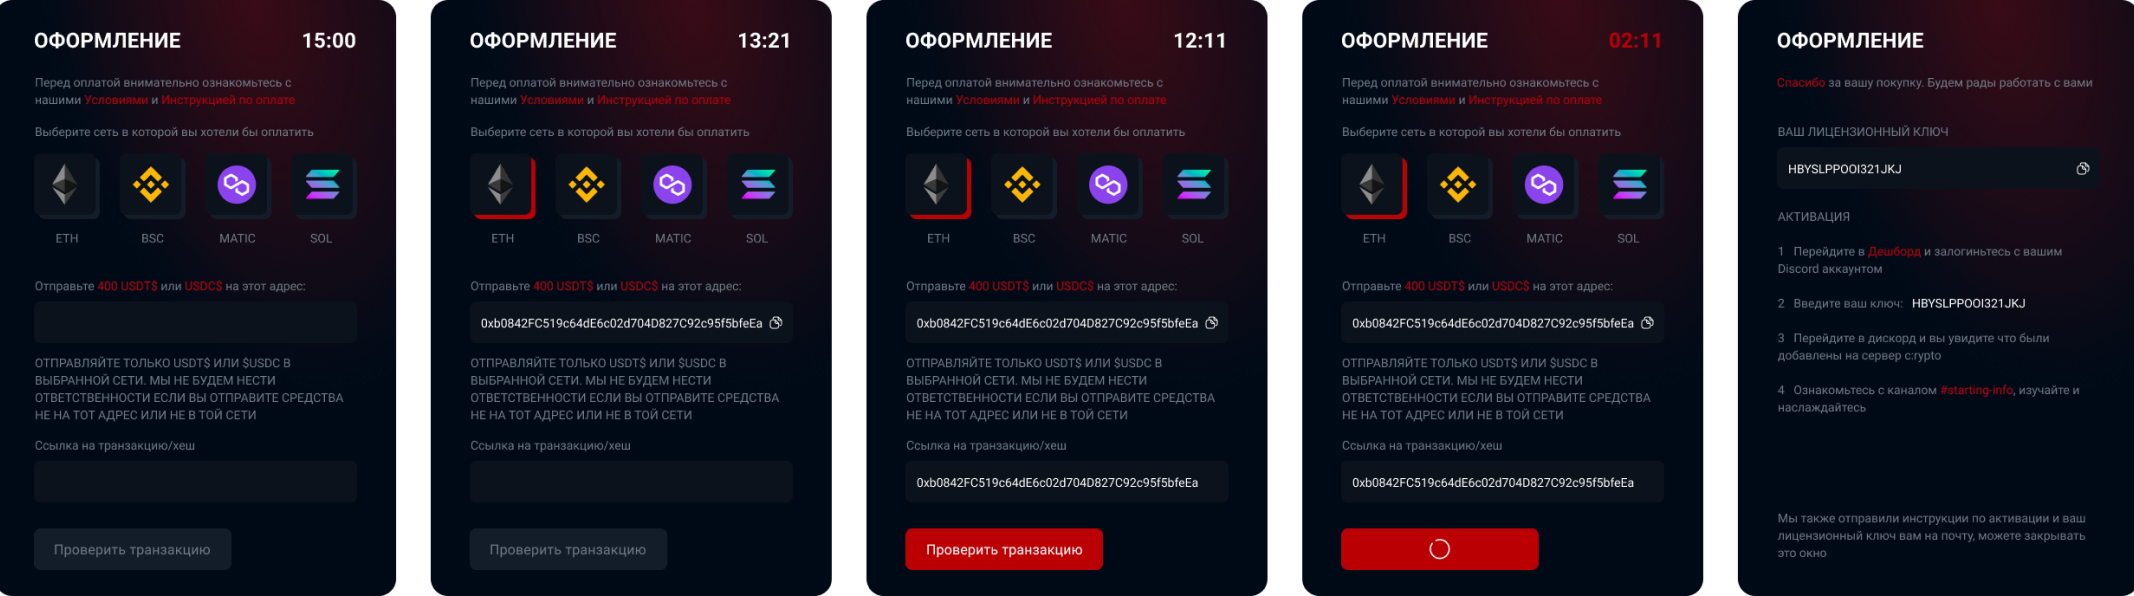 ОФОРМЛЕНИЕ 15:00
Перед оплатой внимательно ознакомьтесь с
нашими Условиями и Инструкцией по оплате
Выберите сеть в которой вы хотели бы оплатить
ETH BSC MATIC SOL
Отправьте 400 USDT$ или USDC$ на этот адрес:
ОТПРАВЛЯЙТЕ ТОЛЬКО USDT$ ИЛИ $USDC В
ВЫБРАННОЙ СЕТИ. МЫ НЕ БУДЕМ НЕСТИ
ОТВЕТСТВЕННОСТИ ЕСЛИ ВЫ ОТПРАВИТЕ СРЕДСТВА
НЕ НА ТОТ АДРЕС ИЛИ НЕ В ТОЙ СЕТИ
Ссылка на транзакцию/хеш
Проверить транзакцию
ОФОРМЛЕНИЕ 13:21
Перед оплатой внимательно ознакомьтесь с
нашими Условиями и Инструкцией по оплате
Выберите сеть в которой вы хотели бы оплатить
ETH BSC MATIC SOL
Отправьте 400 USDT$ или USDC$ на этот адрес:
0xb0842FC519c64dE6c02d704D827C92c95f5bfeEa
ОТПРАВЛЯЙТЕ ТОЛЬКО USDT$ ИЛИ $USDC В
ВЫБРАННОЙ СЕТИ. МЫ НЕ БУДЕМ НЕСТИ
ОТВЕТСТВЕННОСТИ ЕСЛИ ВЫ ОТПРАВИТЕ СРЕДСТВА
НЕ НА ТОТ АДРЕС ИЛИ НЕ В ТОЙ СЕТИ
Ссылка на транзакцию/хеш
Проверить транзакцию
ОФОРМЛЕНИЕ 12:11
Перед оплатой внимательно ознакомьтесь с
нашими Условиями и Инструкцией по оплате
Выберите сеть в которой вы хотели бы оплатить
ETH BSC MATIC SOL
Отправьте 400 USDT$ или USDC$ на этот адрес:
0xb0842FC519c64dE6c02d704D827C92c95f5bfeEa
ОТПРАВЛЯЙТЕ ТОЛЬКО USDT$ ИЛИ $USDC В
ВЫБРАННОЙ СЕТИ. МЫ НЕ БУДЕМ НЕСТИ
ОТВЕТСТВЕННОСТИ ЕСЛИ ВЫ ОТПРАВИТЕ СРЕДСТВА
НЕ НА ТОТ АДРЕС ИЛИ НЕ В ТОЙ СЕТИ
Ссылка на транзакцию/хеш
0xb0842FC519c64dE6c02d704D827C92c95f5bfeEa
Проверить транзакцию
ОФОРМЛЕНИЕ 02:11
Перед оплатой внимательно ознакомьтесь с
нашими Условиями и Инструкцией по оплате
Выберите сеть в которой вы хотели бы оплатить
ETH BSC MATIC SOL
Отправьте 400 USDT$ или USDC$ на этот адрес:
0xb0842FC519c64dE6c02d704D827C92c95f5bfeEa
ОТПРАВЛЯЙТЕ ТОЛЬКО USDT$ ИЛИ $USDC В
ВЫБРАННОЙ СЕТИ. МЫ НЕ БУДЕМ НЕСТИ
ОТВЕТСТВЕННОСТИ ЕСЛИ ВЫ ОТПРАВИТЕ СРЕДСТВА
НЕ НА ТОТ АДРЕС ИЛИ НЕ В ТОЙ СЕТИ
Ссылка на транзакцию/хеш
0xb0842FC519c64dE6c02d704D827C92c95f5bfeEa
ОФОРМЛЕНИЕ
Спасибо за вашу покупку. Будем рады работать с вами
ВАШ ЛИЦЕНЗИОННЫЙ КЛЮЧ
HBYSLPPOOI321JKJ
АКТИВАЦИЯ
1 Перейдите в Дешборд и залогиньтесь с вашим
Discord аккаунтом
2 Введите ваш ключ: HBYSLPPOOI321JKJ
3 Перейдите в дискорд и вы увидите что были
добавлены на сервер c:rypto
4 Ознакомьтесь с каналом #starting-info, изучайте и
наслаждайтесь
Мы также отправили инструкции по активации и ваш
лицензионный ключ вам на почту, можете закрывать
это окно